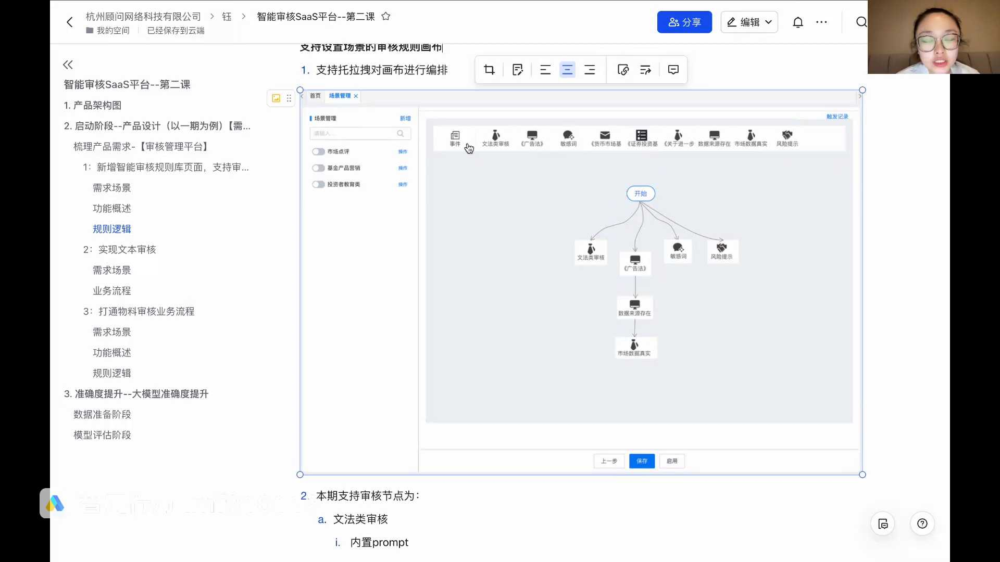 杭州顾问网络科技有限公司 > 钰 > 智能审核SaaS平台--第二课
我的空间 已经保存到云端
分享
编辑
智能审核SaaS平台--第二课
1. 产品架构图
2. 启动阶段--产品设计（以一期为例）【需...
梳理产品需求-【审核管理平台】
1：新增智能审核规则库页面，支持审...
需求场景
功能概述
规则逻辑
2：实现文本审核
需求场景
业务流程
3：打通物料审核业务流程
需求场景
功能概述
规则逻辑
3. 准确度提升--大模型准确度提升
数据准备阶段
模型评估阶段
支持设置场景的审核规则画布
1. 支持托拉拽对画布进行编排
首页 场景管理
场景管理 新增
请输入...
市场点评 操作
基金产品营销 操作
投资者教育类 操作
触发记录
事件 文法类审核 《广告法》 敏感词 《货币市场基 《证券投资基 《关于进一步 数据来源存在 市场数据真实 风险提示
开始
文法类审核
《广告法》
敏感词
风险提示
数据来源存在
市场数据真实
上一步 保存 启用
2. 本期支持审核节点为：
a. 文法类审核
i. 内置prompt